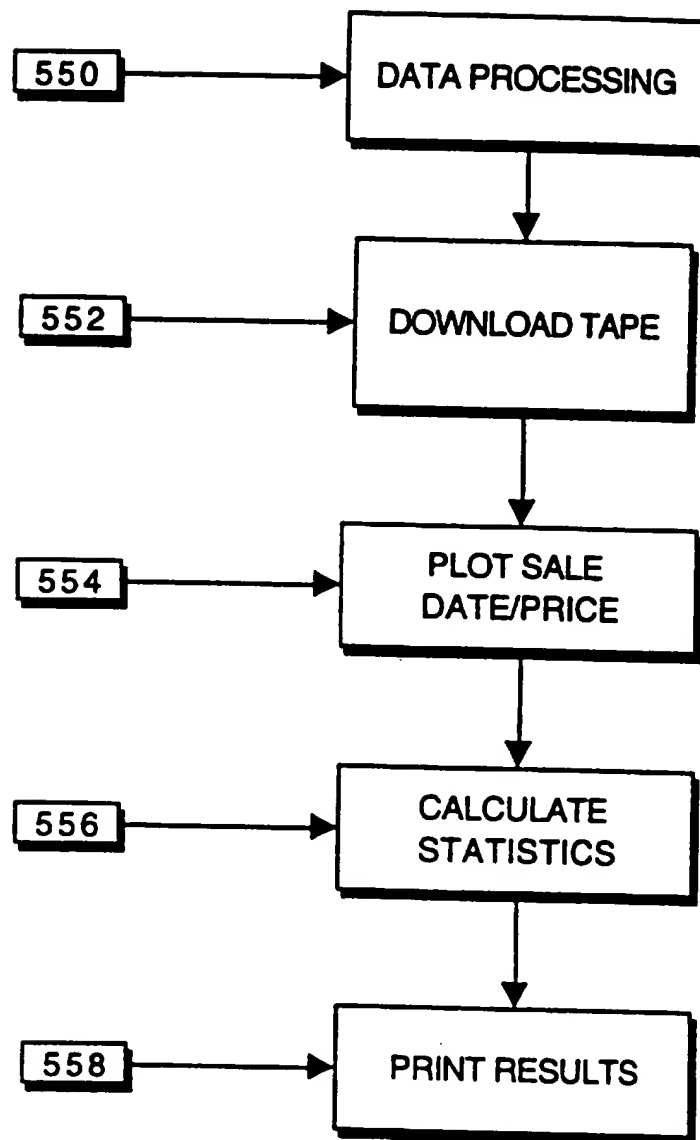 550
DATA PROCESSING
552
DOWNLOAD TAPE
554
PLOT SALE
DATE/PRICE
556
CALCULATE
STATISTICS
558
PRINT RESULTS